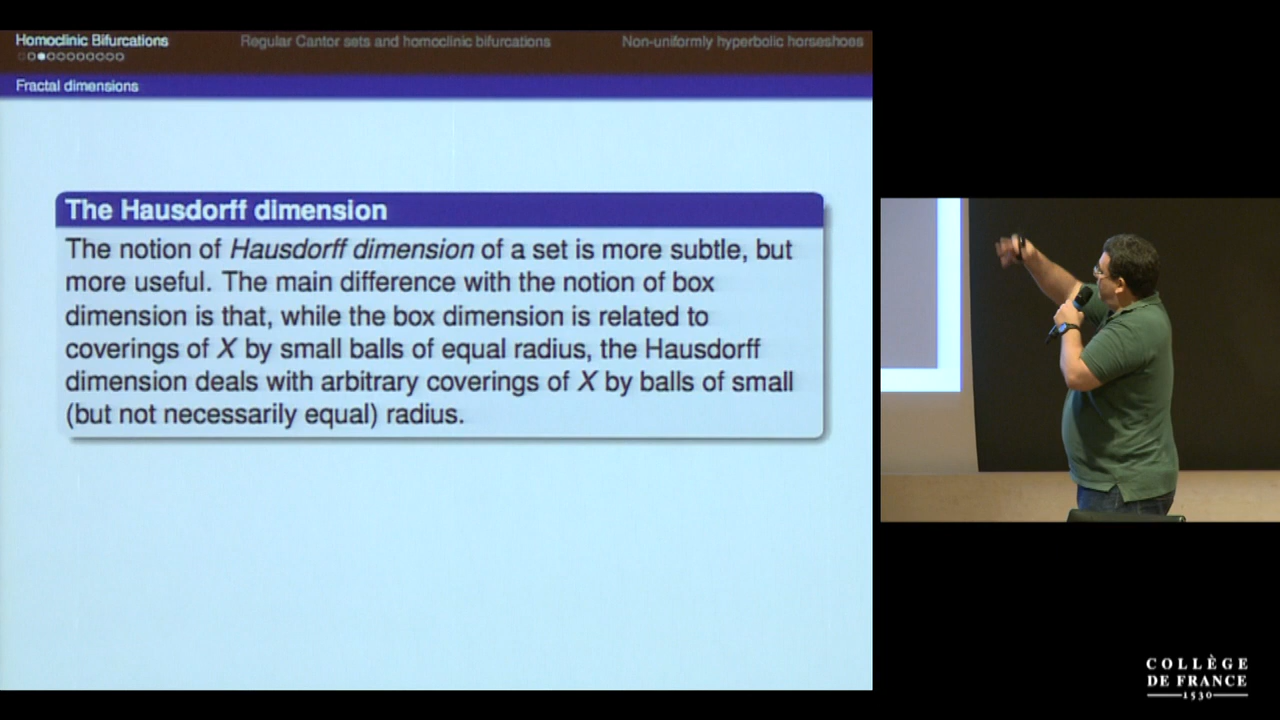 Homoclinic Bifurcations
Regular Cantor sets and homoclinic bifurcations
Non-uniformly hyperbolic horseshoes
Fractal dimensions
The Hausdorff dimension
The notion of Hausdorff dimension of a set is more subtle, but
more useful. The main difference with the notion of box
dimension is that, while the box dimension is related to
coverings of X by small balls of equal radius, the Hausdorff
dimension deals with arbitrary coverings of X by balls of small
(but not necessarily equal) radius.
COLLÈGE
DE FRANCE
1530